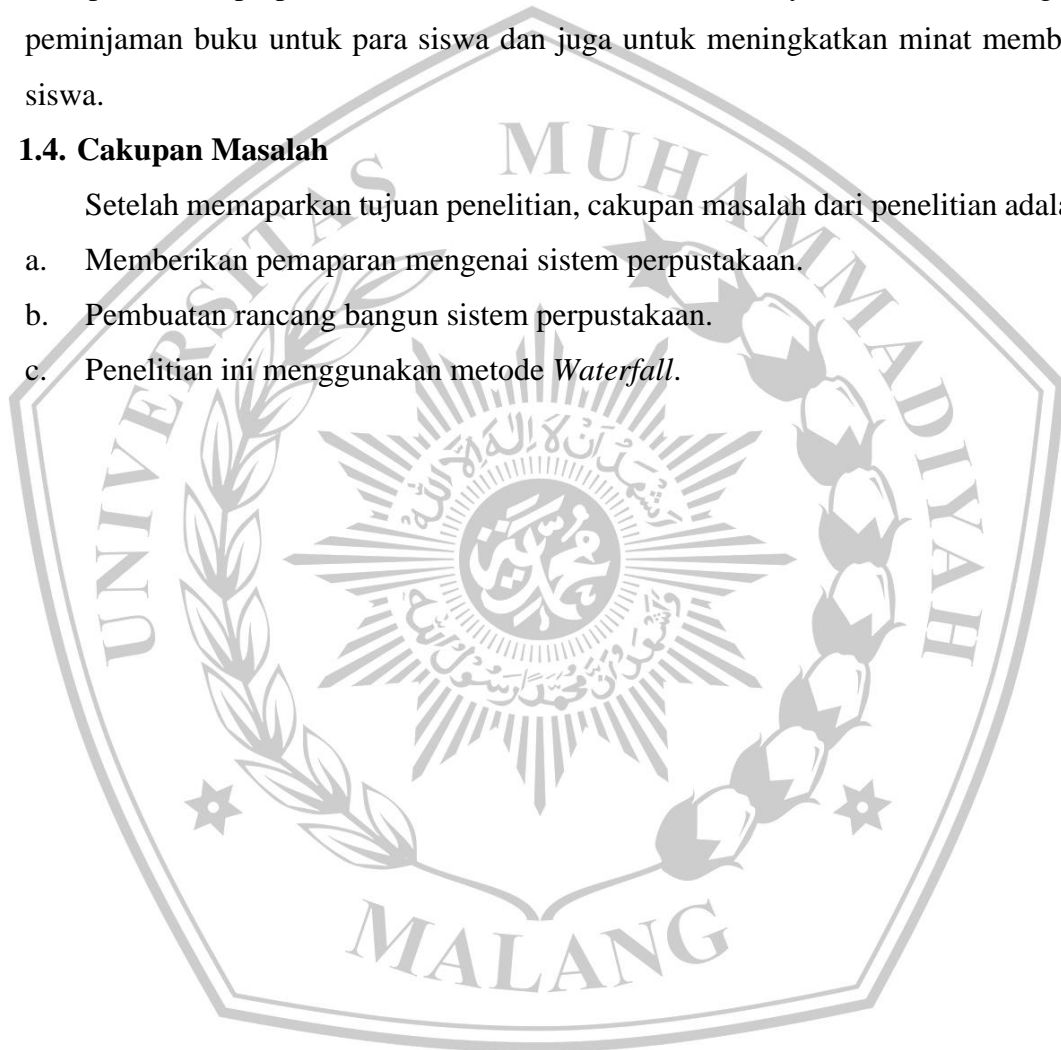 peminjaman buku untuk para siswa dan juga untuk meningkatkan minat
siswa.
1.4. Cakupan Masalah
Setelah memaparkan tujuan penelitian, cakupan masalah dari penelitian
a. Memberikan pemaparan mengenai sistem perpustakaan.
b. Pembuatan rancang bangun sistem perpustakaan.
c. Penelitian ini menggunakan metode Waterfall.
UNIVERSITAS MUHAMMADIYAH
MALANG